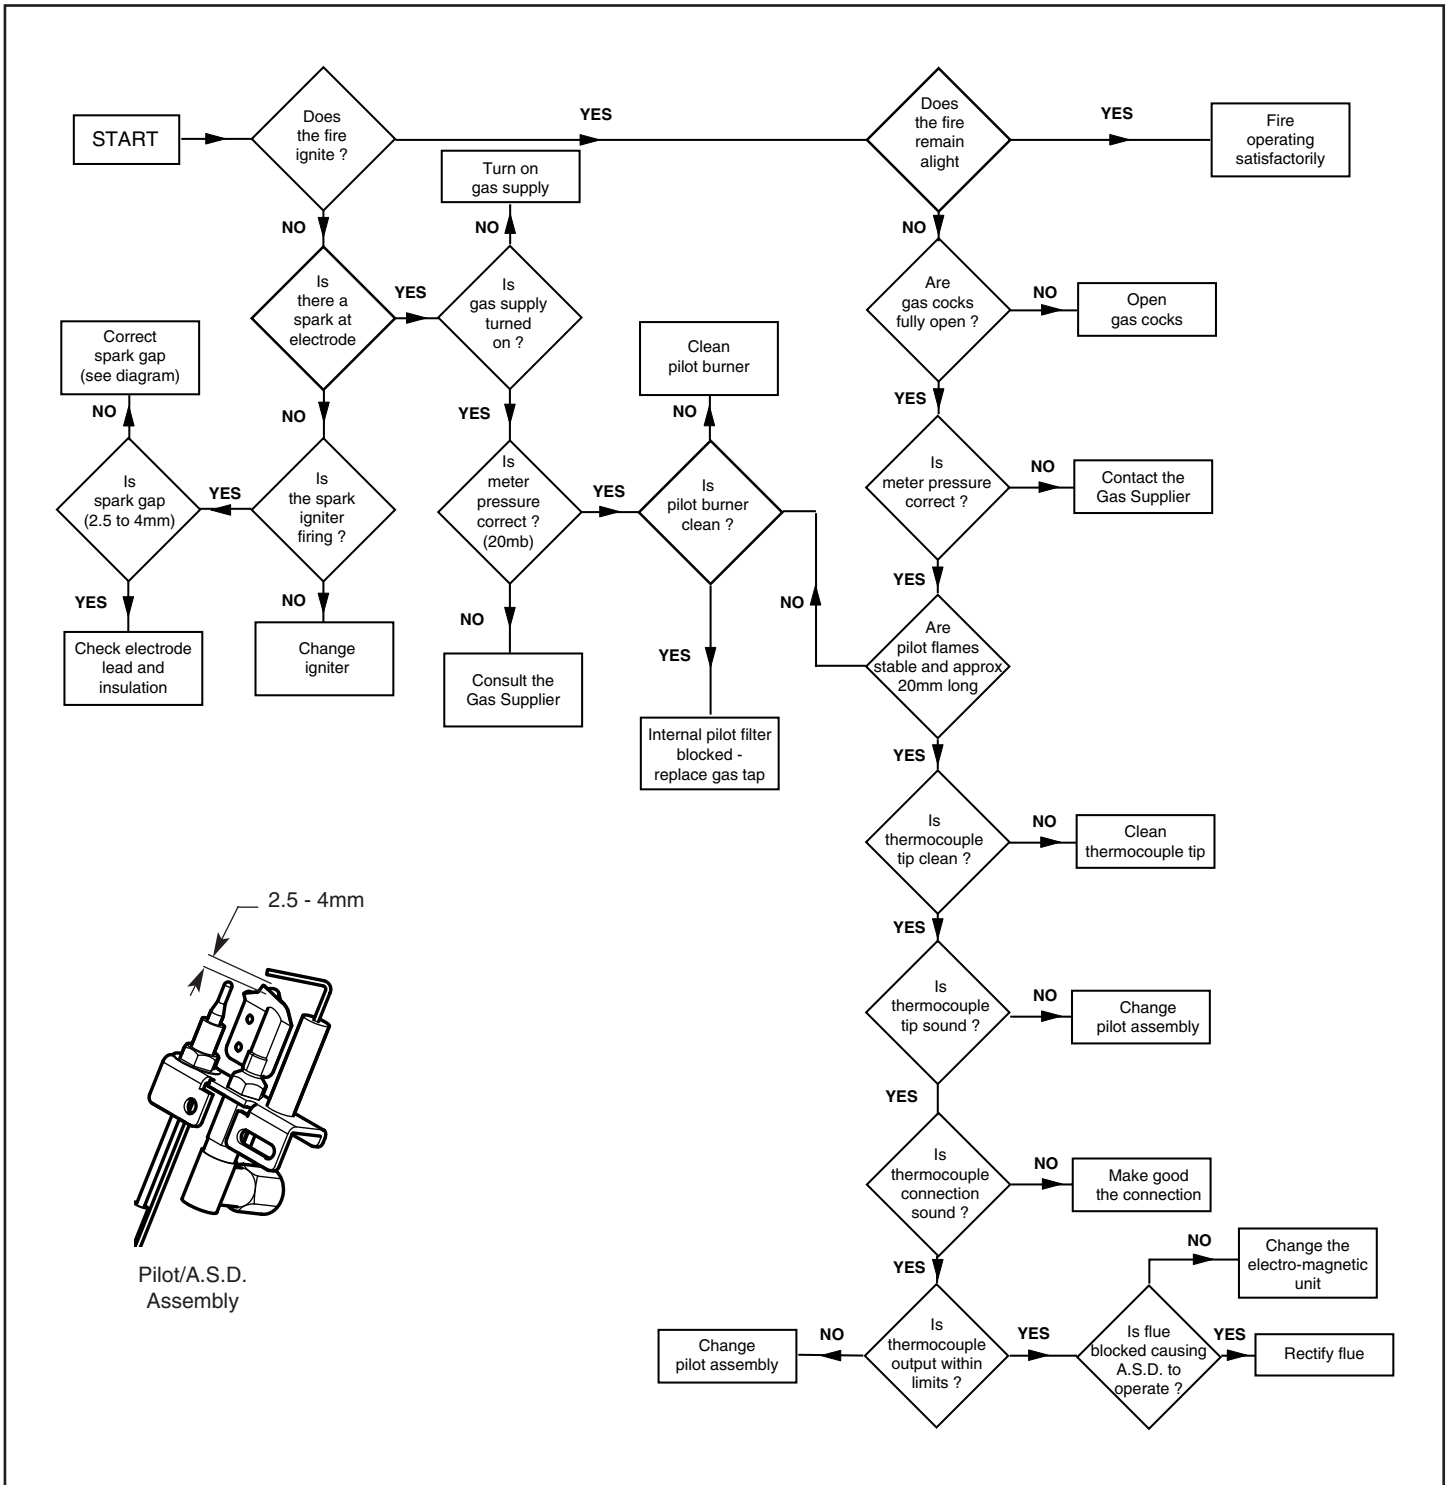 START
Does
the fire
ignite ?
YES
Does
the fire
remain
alight
YES
Fire
operating
satisfactorily
NO
Turn on
gas supply
NO
NO
Is
there a
spark at
electrode
YES
Is
gas supply
turned
on ?
Are
gas cocks
fully open ?
NO
Open
gas cocks
Correct
spark gap
(see diagram)
NO
NO
YES
Clean
pilot burner
NO
YES
Is
spark gap
(2.5 to 4mm)
YES
Is
the spark
igniter
firing ?
Is
meter
pressure
correct ?
(20mb)
YES
Is
pilot burner
clean ?
Is
meter pressure
correct ?
NO
Contact the
Gas Supplier
YES
NO
NO
YES
NO
YES
Check electrode
lead and
insulation
Change
igniter
Consult the
Gas Supplier
Internal pilot filter
blocked -
replace gas tap
Are
pilot flames
stable and approx
20mm long
YES
Is
thermocouple
tip clean ?
NO
Clean
thermocouple tip
YES
2.5 - 4mm
Is
thermocouple
tip sound ?
NO
Change
pilot assembly
YES
Is
thermocouple
connection
sound ?
NO
Make good
the connection
YES
Pilot/A.S.D.
Assembly
Change
pilot assembly
NO
Is
thermocouple
output within
limits ?
YES
Is flue
blocked causing
A.S.D. to
operate ?
NO
Change the
electro-magnetic
unit
YES
Rectify flue